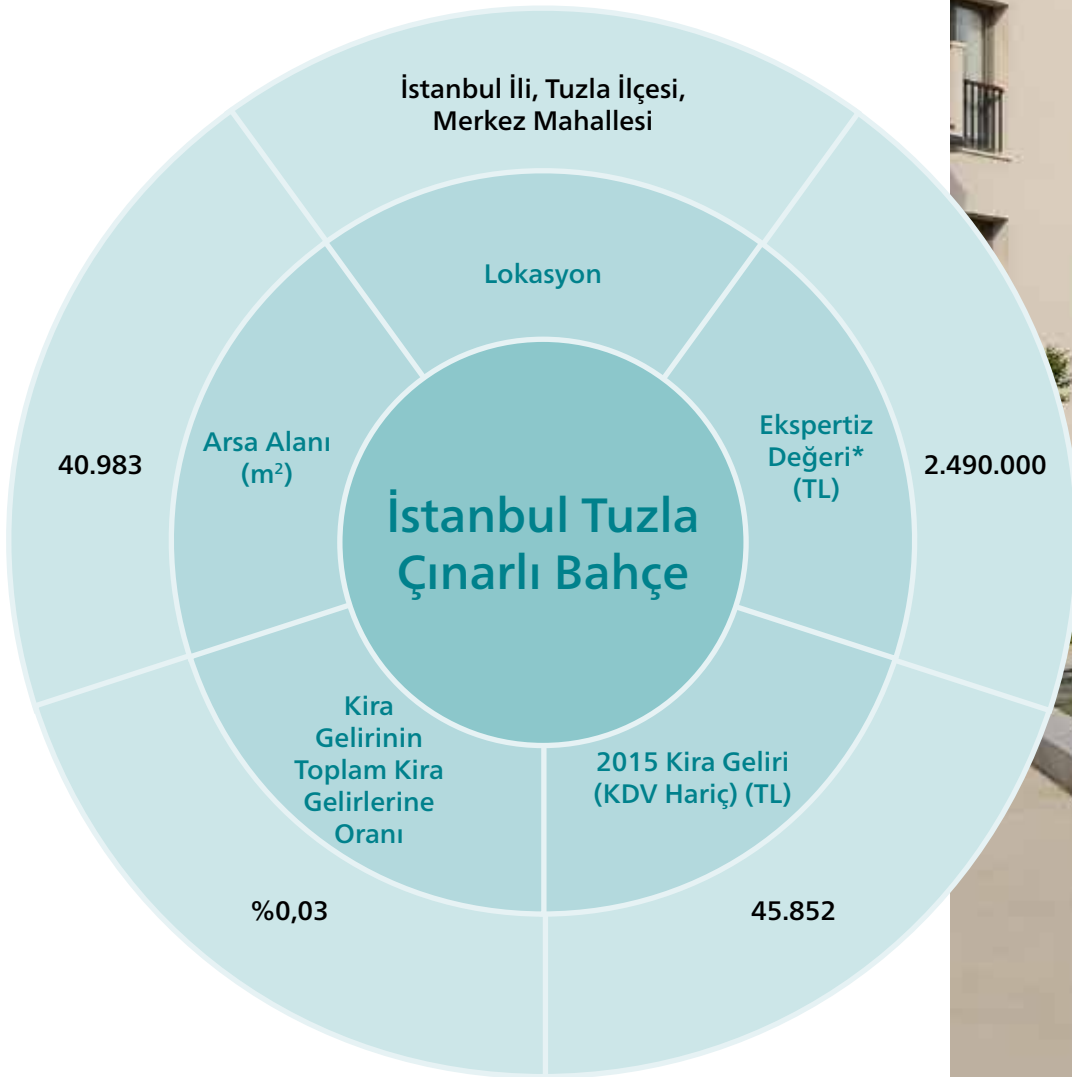 İstanbul İli, Tuzla İlçesi,
Merkez Mahallesi
Lokasyon
Arsa Alanı
(m²)
40.983
Ekspertiz
Değeri*
(TL)
2.490.000
İstanbul Tuzla
Çınarlı Bahçe
Kira
Gelirinin
Toplam Kira
Gelirlerine
Oranı
%0,03
2015 Kira Geliri
(KDV Hariç) (TL)
45.852